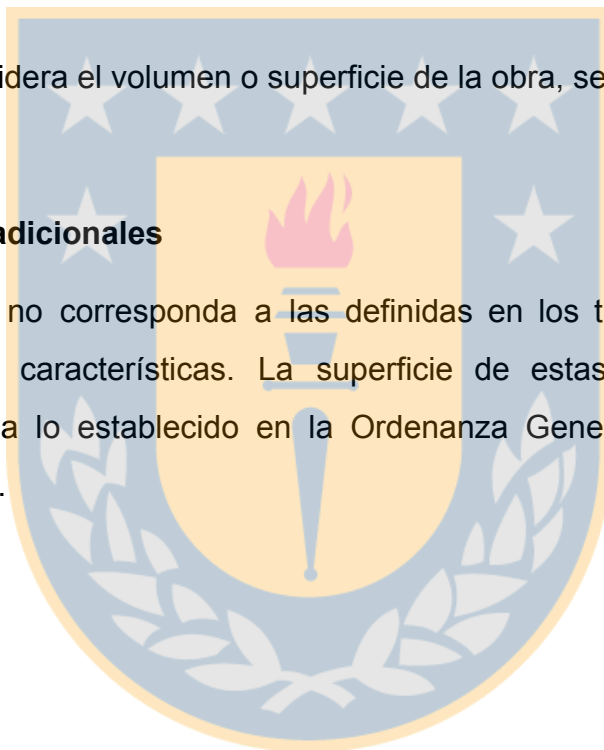 idera el volumen o superficie de la obra, se
adicionales
no corresponda a las definidas en los t
características. La superficie de estas
a lo establecido en la Ordenanza Gene
.